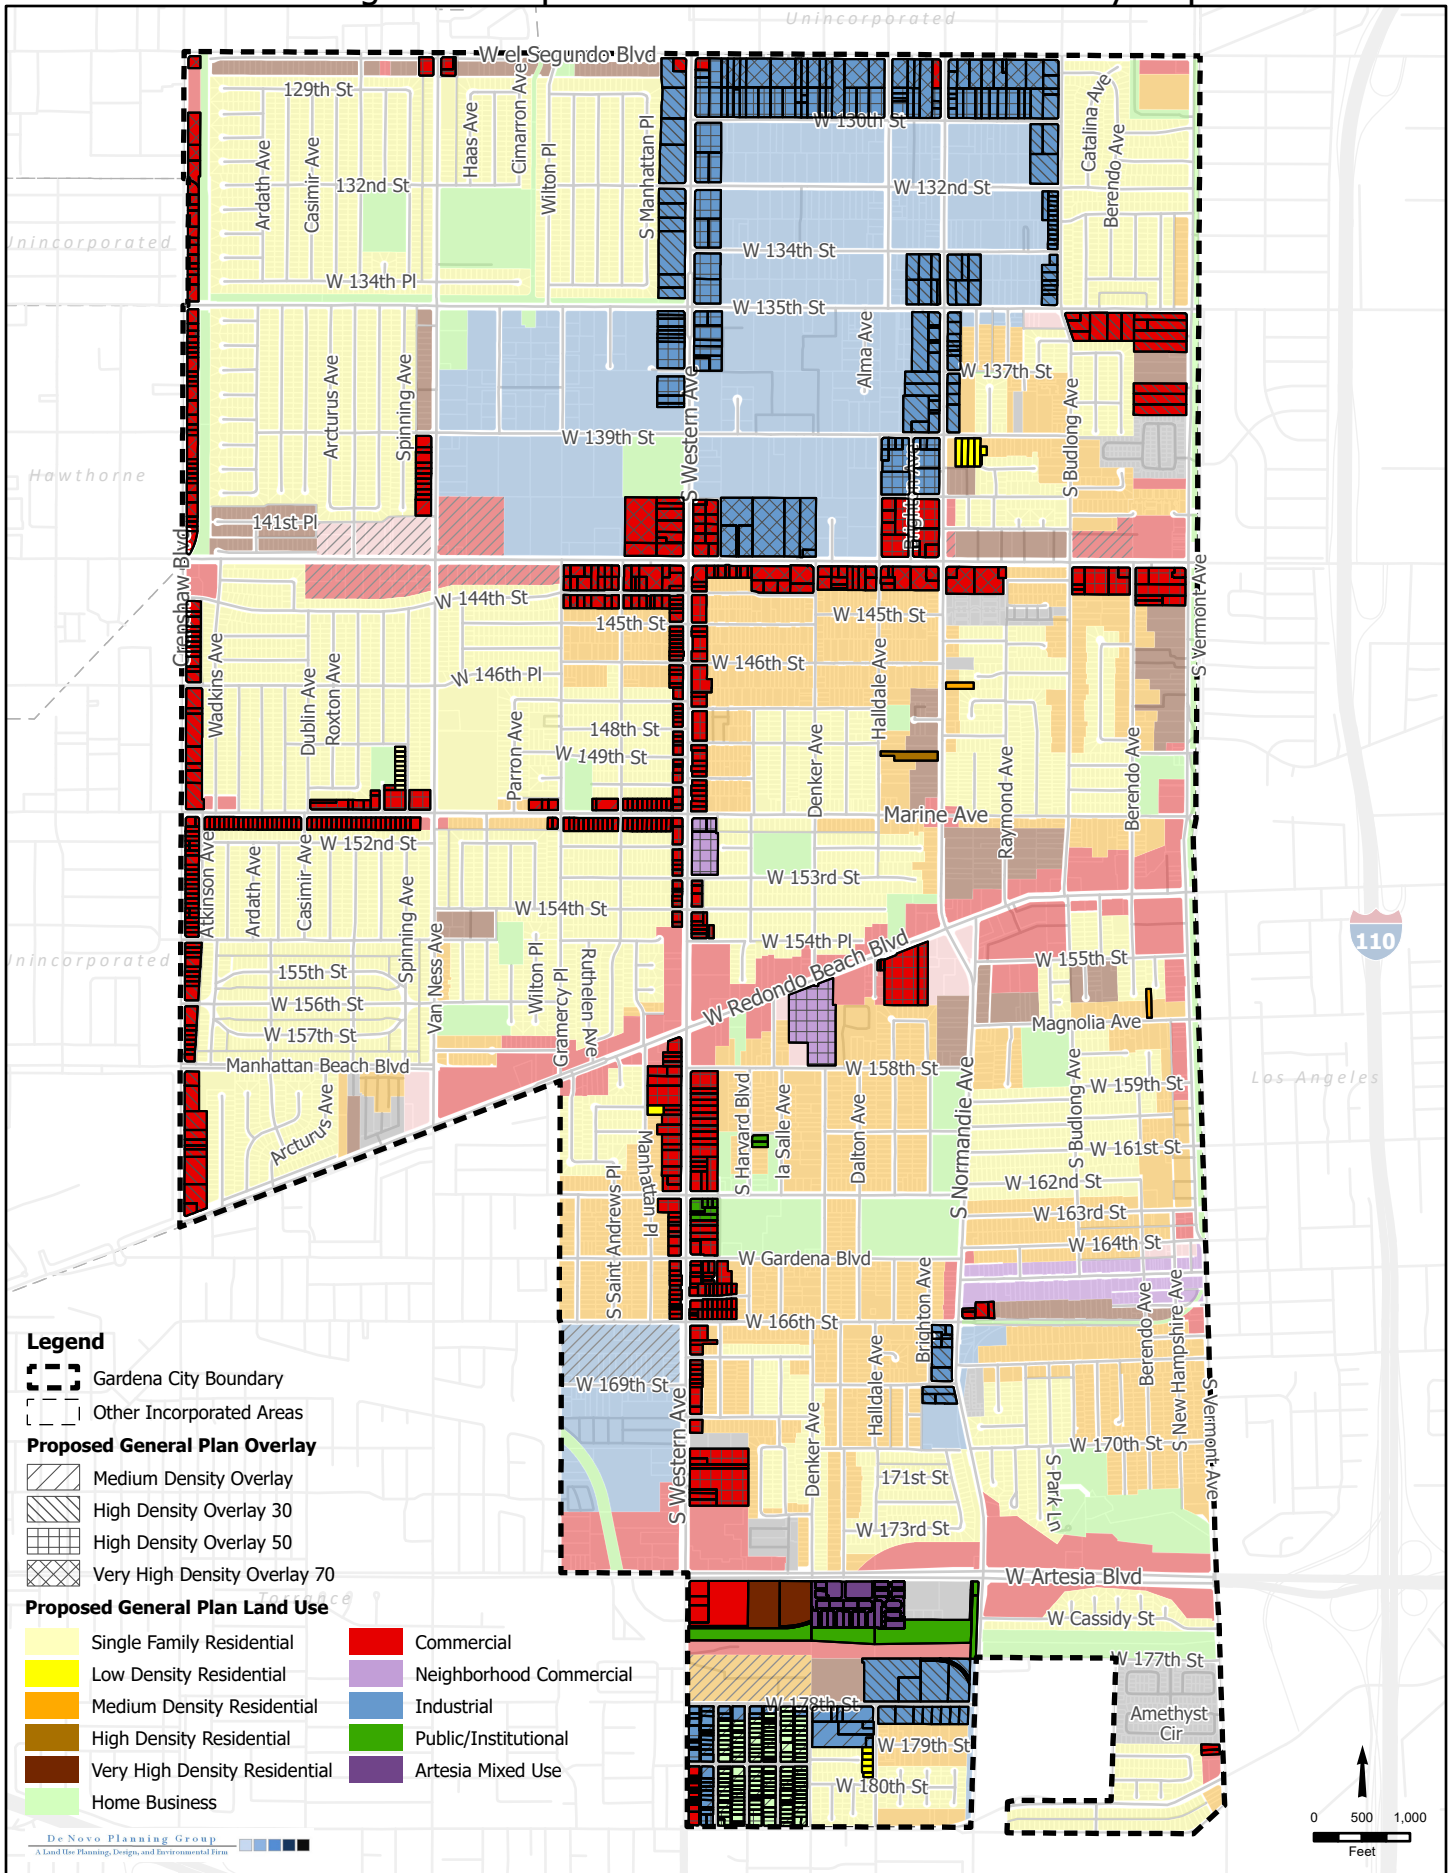 Unincorporated
W el Segundo Blvd
129th St
W 130th St
Haas Ave
Cimarron Ave
Wilton Pl
S Manhattan Pl
Catalina Ave
Berendo Ave
Ardath Ave
Casimir Ave
132nd St
W 132nd St
Unincorporated
W 134th St
W 134th Pl
W 135th St
Alma Ave
W 137th St
Arcturus Ave
Spinning Ave
S Western Ave
S Budlong Ave
W 139th St
Hawthorne
Brighton Ave
141st Pl
Crenshaw Blvd
S Vermont Ave
W 144th St
145th St
W 145th St
W 146th St
W 146th Pl
Wadkins Ave
Dublin Ave
Roxton Ave
Halldale Ave
148th St
W 149th St
Parron Ave
Denker Ave
Raymond Ave
Berendo Ave
Marine Ave
W 152nd St
Atkinson Ave
Ardath Ave
Casimir Ave
W 153rd St
Spinning Ave
W 154th St
Van Ness Ave
W 154th Pl
W Redondo Beach Blvd
110
Unincorporated
155th St
W 155th St
Wilton Pl
Gramercy Pl
Ruthelen Ave
W 156th St
W 157th St
Magnolia Ave
Manhattan Beach Blvd
W 158th St
W 159th St
Los Angeles
Arcturus Ave
Manhattan Pl
S Harvard Blvd
la Salle Ave
Dalton Ave
S Normandie Ave
S Budlong Ave
W 161st St
W 162nd St
S Saint Andrews Pl
W 163rd St
W 164th St
W Gardena Blvd
Brighton Ave
W 166th St
Halldale Ave
Berendo Ave
S New Hampshire Ave
S Vermont Ave
W 169th St
S Western Ave
Denker Ave
W 170th St
S Park Ln
171st St
W 173rd St
W Artesia Blvd
Torrance
W Cassidy St
W 177th St
W 178th St
Amethyst
Cir
W 179th St
W 180th St
Legend
Gardena City Boundary
Other Incorporated Areas
Proposed General Plan Overlay
Medium Density Overlay
High Density Overlay 30
High Density Overlay 50
Very High Density Overlay 70
Proposed General Plan Land Use
Single Family Residential
Low Density Residential
Medium Density Residential
High Density Residential
Very High Density Residential
Home Business
Commercial
Neighborhood Commercial
Industrial
Public/Institutional
Artesia Mixed Use
De Novo Planning Group
A Land Use Planning, Design, and Environmental Firm
0 500 1,000
Feet